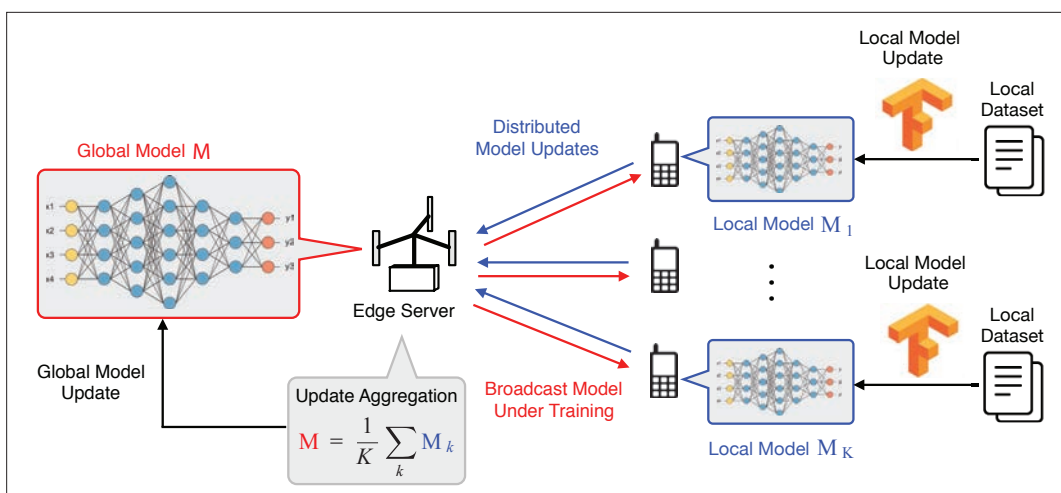 Local Model
Update
Local
Dataset
Distributed
Model Updates
Global Model M
x1
x2
x3
x4
y1
y2
y3
Local Model M 1
Edge Server
Local Model
Update
Local
Dataset
Global Model
Update
Update Aggregation
M = 1/K ∑k M k
Broadcast Model
Under Training
Local Model M K